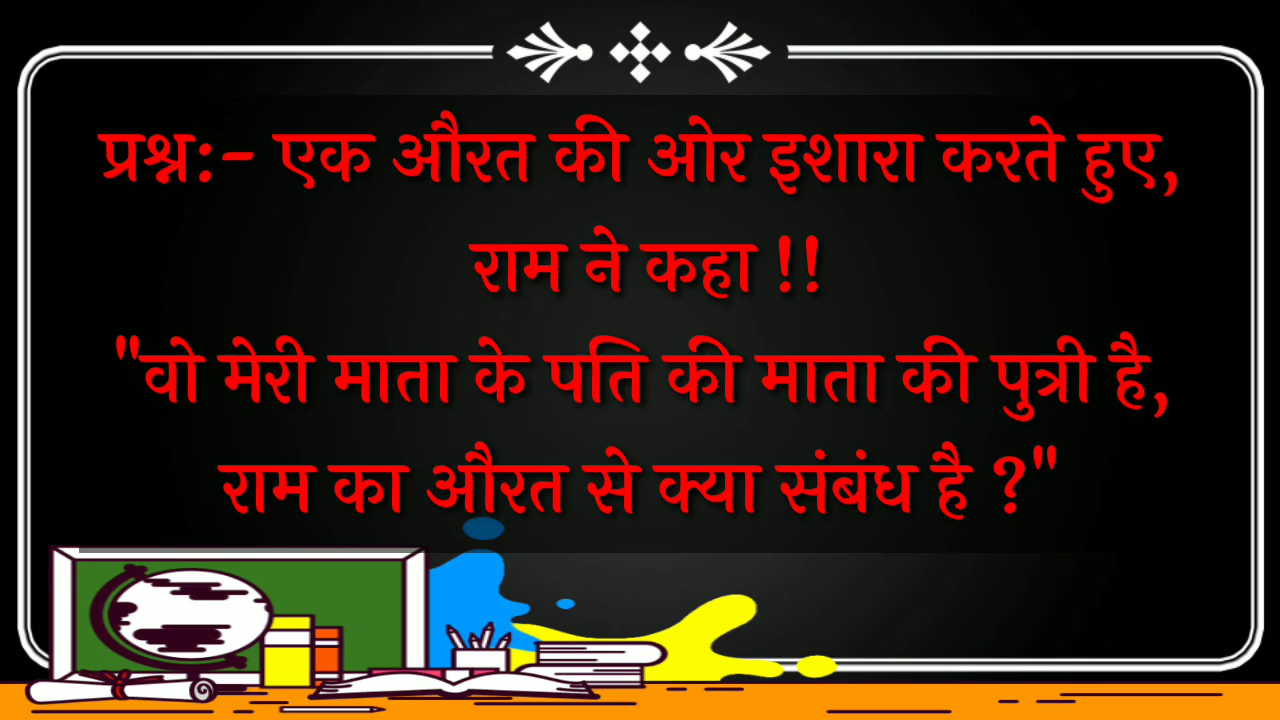 प्रश्न:- एक औरत की ओर इशारा करते हुए,
राम ने कहा !!
"वो मेरी माता के पति की माता की पुत्री है,
राम का औरत से क्या संबंध है ?"